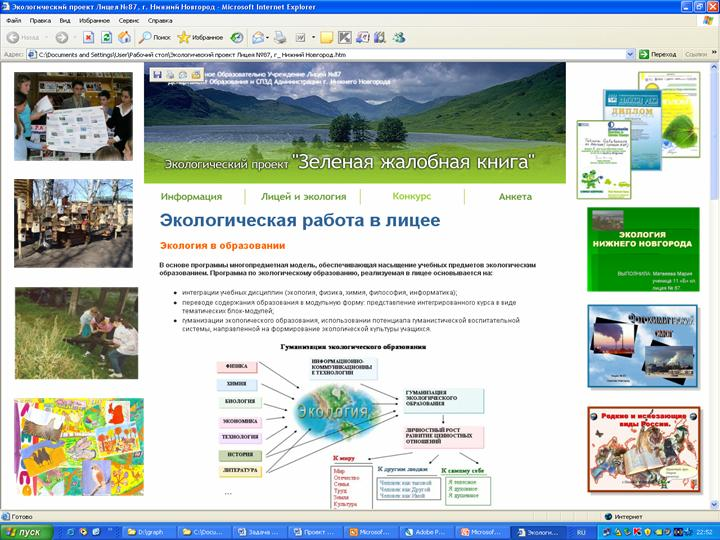 Экологический проект Лицея №87, г. Нижний Новгород - Microsoft Internet Explorer
Файл Правка Вид Избранное Сервис Справка
Назад Поиск Избранное
Адрес: C:\Documents and Settings\User\Рабочий стол\Экологический проект Лицея №87, г_ Нижний Новгород.htm Переход Ссылки
ное Образовательно Учреждение Лицей №87
Департамент Образования и СПЗД Администрации г. Нижнего Новгорода
Экологический проект "Зеленая жалобная книга"
Информация Лицей и экология Конкурс Анкета
Экологическая работа в лицее
Экология в образовании
В основе программы многопредметная модель, обеспечивающая насыщение учебных предметов экологическим
образованием. Программа по экологическому образованию, реализуемая в лицее основывается на:
интеграции учебных дисциплин (экология, физика, химия, философия, информатика);
переводе содержания образования в модульную форму: представление интегрированного курса в виде
тематических блок-модулей;
гуманизации экологического образования, использовании потенциала гуманистической воспитательной
системы, направленной на формирование экологической культуры учащихся.
Гуманизация экологического образования
ФИЗИКА
ХИМИЯ
БИОЛОГИЯ
ЭКОНОМИКА
ТЕХНОЛОГИЯ
ИСТОРИЯ
ЛИТЕРАТУРА
...
ИНФОРМАЦИОННО-
КОММУНИКАЦИОННЫ
Е ТЕХНОЛОГИИ
ЭКОЛОГИЯ
ГУМАНИЗАЦИЯ
ЭКОЛОГИЧЕСКОГО
ОБРАЗОВАНИЯ
ЛИЧНОСТНЫЙ РОСТ
РАЗВИТИЕ ЦЕННОСТНЫХ
ОТНОШЕНИЙ
К миру
Мир
Отечество
Семья
Труд
Земля
Культура
К другим людям
Человек как таковой
Человек как Другой
Человек как Иной
К самому себе
Я телесное
Я духовное
Я душевное
ДИПЛОМ
ЭКОЛОГИЯ
НИЖНЕГО НОВГОРОДА
ВЫПОЛНИЛА: Матвеева Мария
ученица 11 «Б» кл.
лицея № 87.
Фотохимический
смог
Редкие и исчезающие
виды России.
Готово Интернет
пуск D:\graph C:\Docu... Задача ... Проект ... Microsof... Adobe P... Microsof... Экологи... RU 22:52